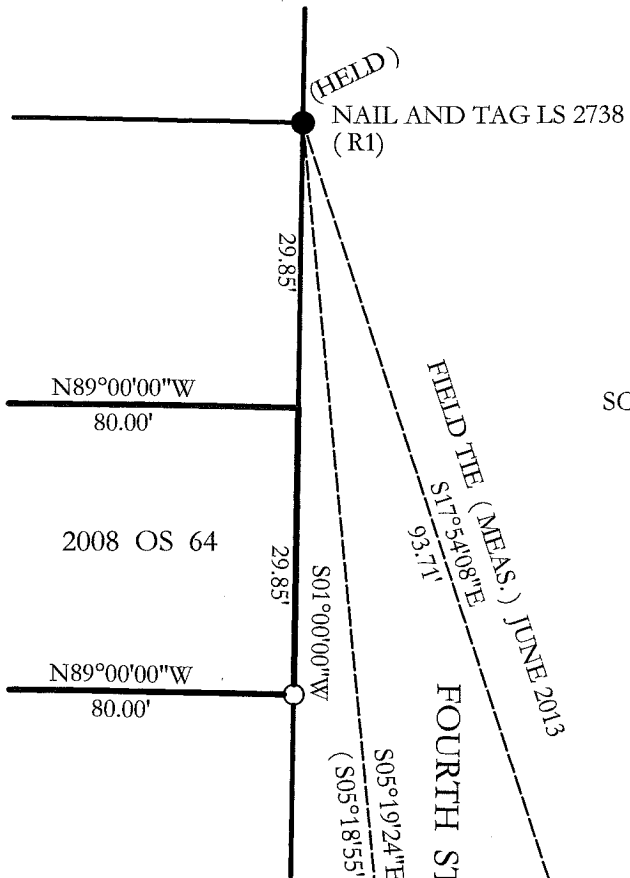 (HELD)
NAIL AND TAG LS 2738
(R1)
29.85'
N89°00'00"W
80.00'
FIELD TIE (MEAS.) JUNE 2013
S17°54'08"E
93.71'
2008 OS 64
29.85'
S01°00'00"W
N89°00'00"W
80.00'
FOURTH
S05°19'24"E
(S05°18'55"